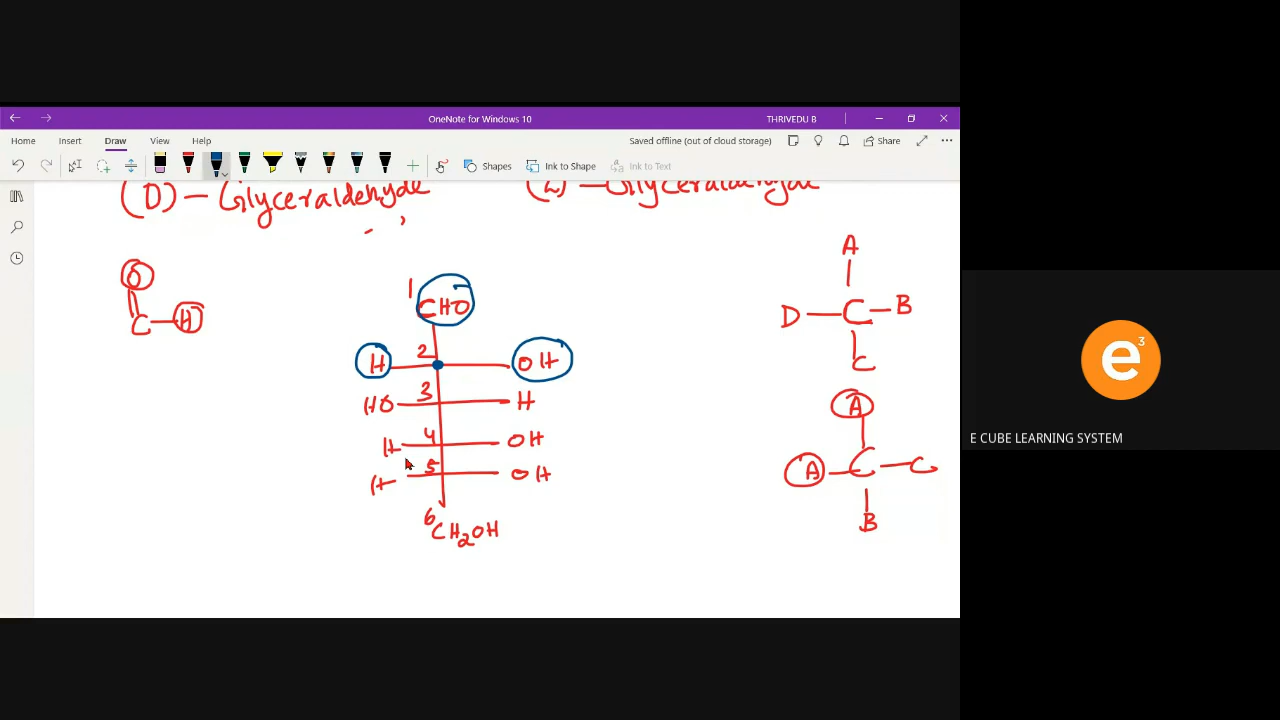 OneNote for Windows 10
THRIVEDU B
Home Insert Draw View Help
Saved offline (out of cloud storage)
Share
Shapes
Ink to Shape
Ink to Text
(D) – Glyceraldehyde
(L) – Glyceraldehyde
O
C – H
1
CHO
H 2 OH
HO 3 H
H 4 OH
H 5 OH
6
CH2OH
A
D – C – B
C
A
A – C – C
B
e3
E CUBE LEARNING SYSTEM